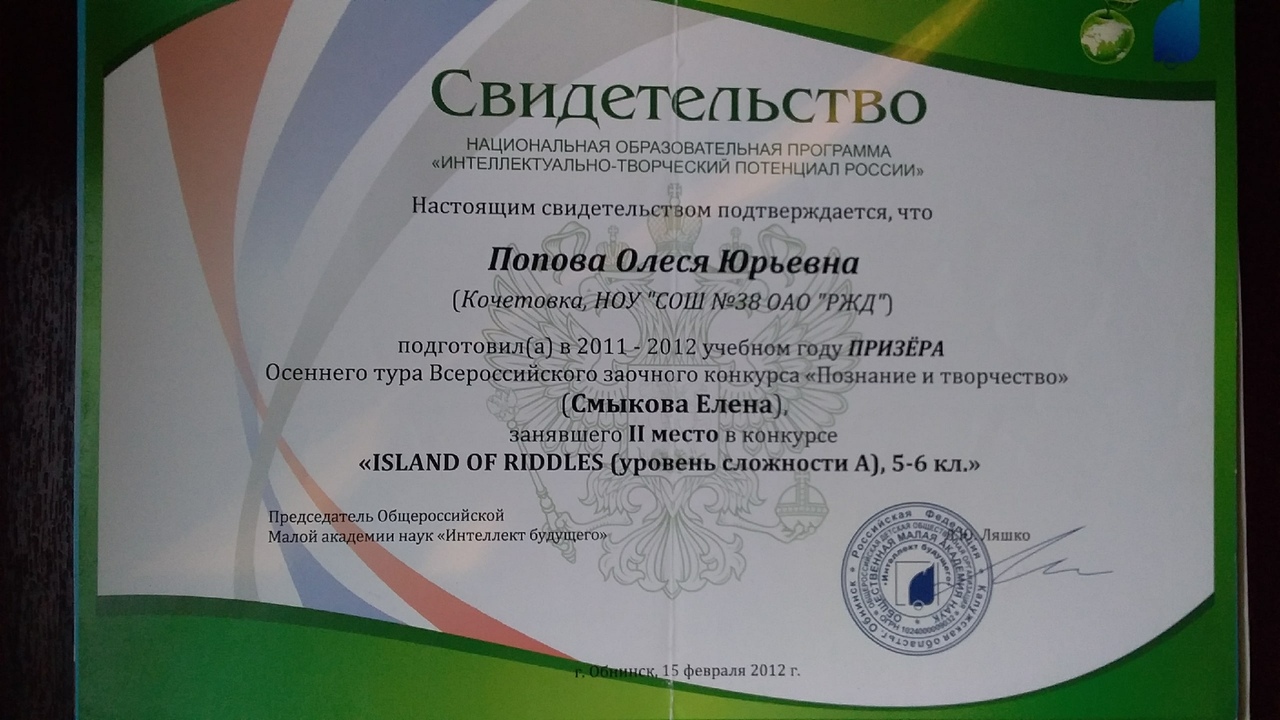 Свидетельство
НАЦИОНАЛЬНАЯ ОБРАЗОВАТЕЛЬНАЯ ПРОГРАММА
«ИНТЕЛЛЕКТУАЛЬНО-ТВОРЧЕСКИЙ ПОТЕНЦИАЛ РОССИИ»
Настоящим свидетельством подтверждается, что
Попова Олеся Юрьевна
(Кочетовка, НОУ "СОШ №38 ОАО "РЖД")
подготовил(а) в 2011 - 2012 учебном году ПРИЗЁРА
Осеннего тура Всероссийского заочного конкурса «Познание и творчество»
(Смыкова Елена),
занявшего II место в конкурсе
«ISLAND OF RIDDLES (уровень сложности А), 5-6 кл.»
Председатель Общероссийской
Малой академии наук «Интеллект будущего»
Ляшко
Российская Федерация * Калужская область г. Обнинск *
ОБЩЕСТВЕННАЯ МАЛАЯ АКАДЕМИЯ НАУК
"Интеллект будущего"
г. Обнинск, 15 февраля 2012 г.